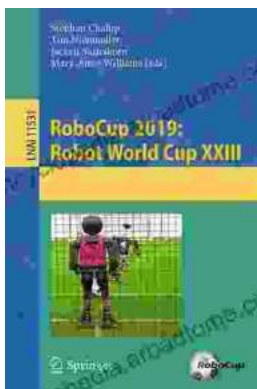 Stephan Chalup
Tim Niemueller
Jackrit Suthakorn
Mary-Anne Williams (Eds.)
LNAI 11531
RoboCup 2019:
Robot World Cup XXIII
Springer
RoboCup